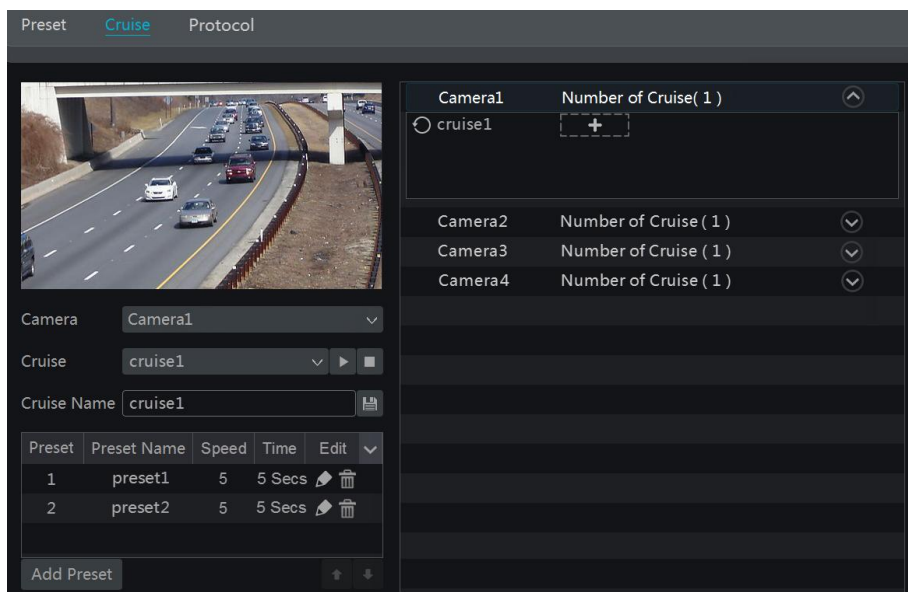 Preset Cruise Protocol
Camera Camera1
Cruise cruise1
Cruise Name cruise1
Preset Preset Name Speed Time Edit
1 preset1 5 5 Secs
2 preset2 5 5 Secs
Add Preset
Camera1 Number of Cruise( 1 )
cruise1
Camera2 Number of Cruise ( 1 )
Camera3 Number of Cruise ( 1 )
Camera4 Number of Cruise ( 1 )